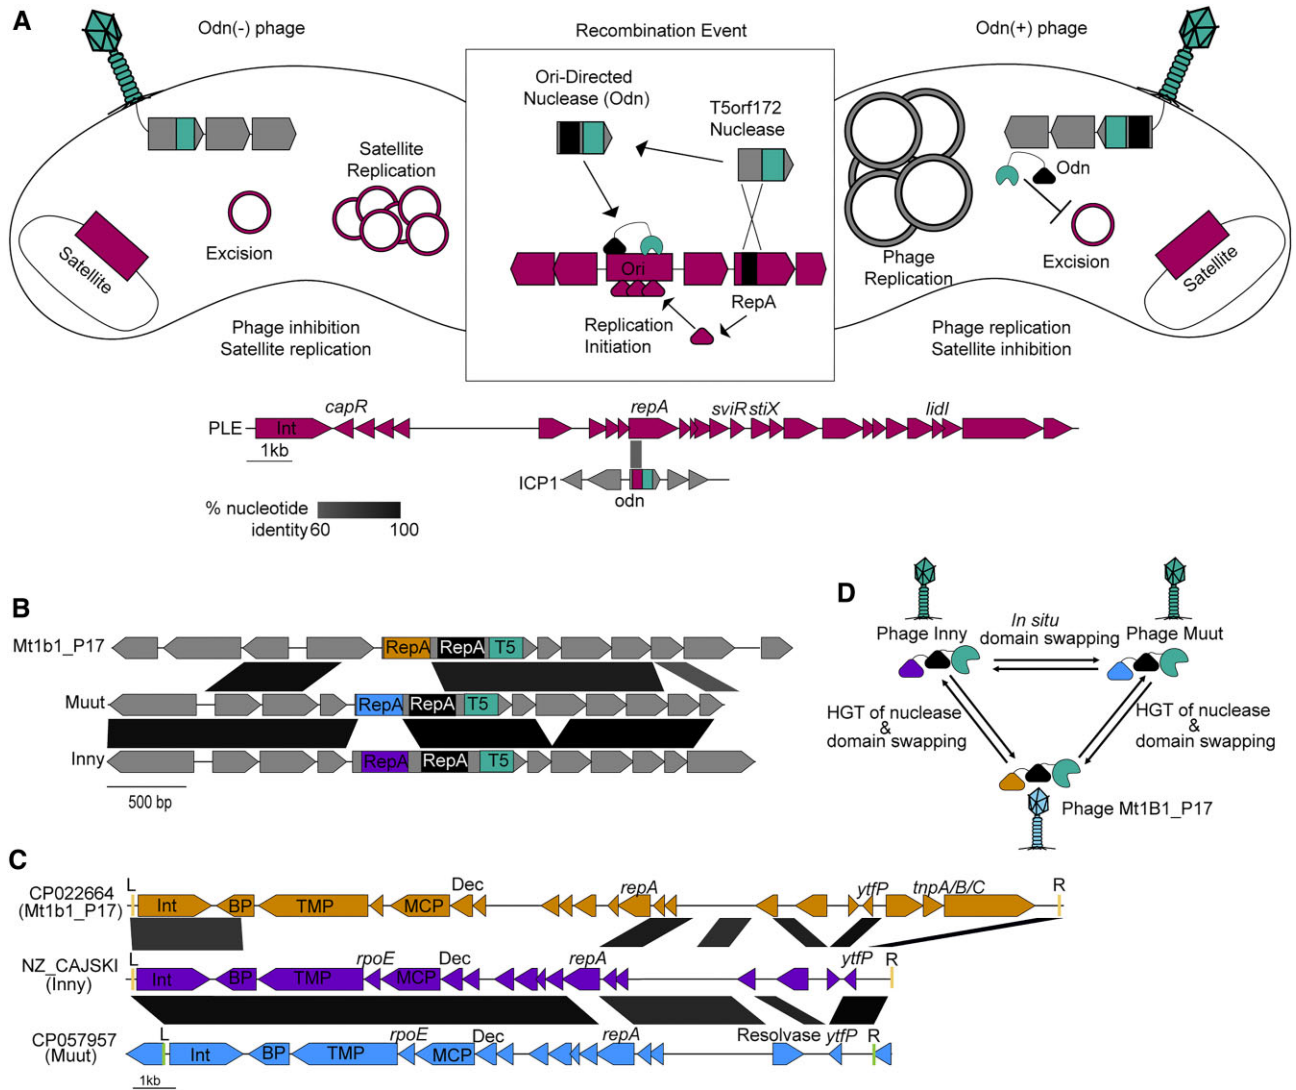 A
Odn(-) phage
Recombination Event
Odn(+) phage
Ori-Directed
Nuclease (Odn)
T5orf172
Nuclease
Satellite
Replication
Odn
Satellite
Excision
Ori
RepA
Replication
Initiation
Phage
Replication
Excision
Satellite
Phage inhibition
Satellite replication
Phage replication
Satellite inhibition
capR
repA
sviR
stiX
lidI
PLE
Int
1kb
ICP1
odn
% nucleotide
identity
60
100
B
Mt1b1_P17
RepA
RepA
T5
Muut
RepA
RepA
T5
Inny
RepA
RepA
T5
500 bp
D
Phage Inny
In situ
domain swapping
Phage Muut
HGT of nuclease
&
domain swapping
HGT of nuclease
&
domain swapping
Phage Mt1B1_P17
C
CP022664
(Mt1b1_P17)
L
Int
BP
TMP
MCP
Dec
repA
ytfP
tnpA/B/C
R
NZ_CAJSKI
(Inny)
L
Int
BP
TMP
rpoE
MCP
Dec
repA
ytfP
R
CP057957
(Muut)
L
Int
BP
TMP
rpoE
MCP
Dec
repA
Resolvase
ytfP
R
1kb